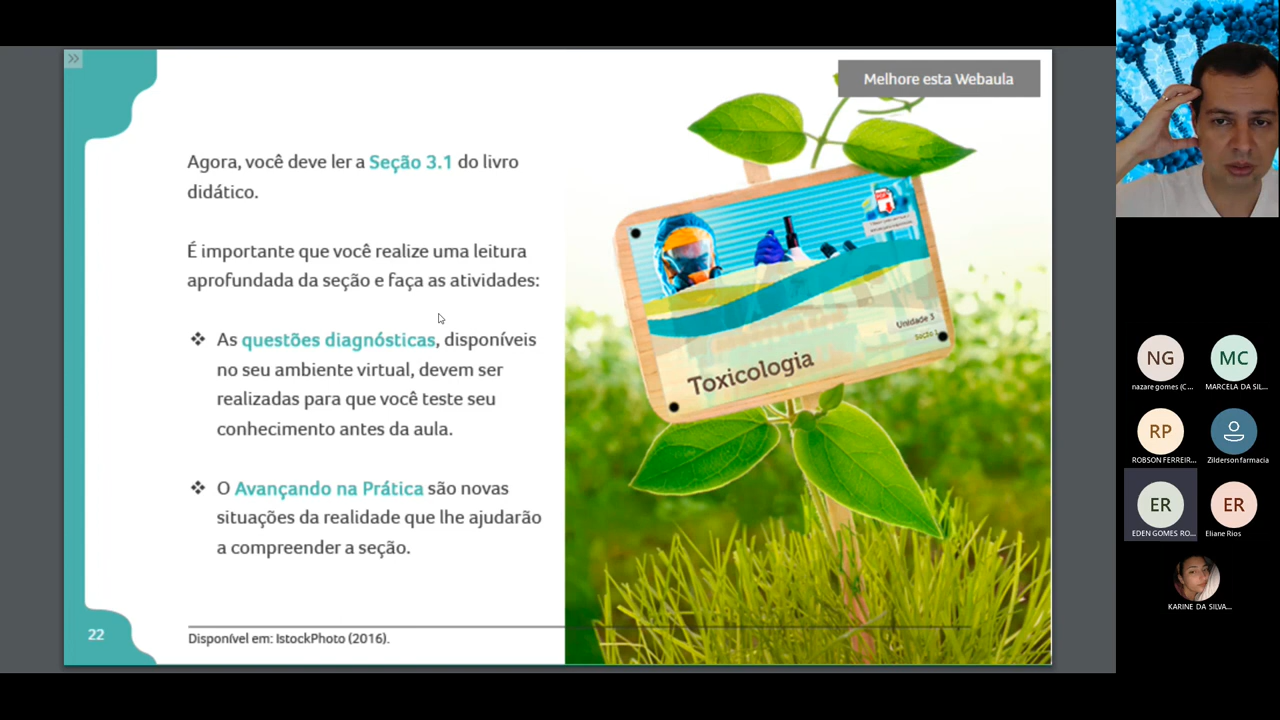 Melhore esta Webaula
Agora, você deve ler a Seção 3.1 do livro
didático.
É importante que você realize uma leitura
aprofundada da seção e faça as atividades:
❖ As questões diagnósticas, disponíveis
no seu ambiente virtual, devem ser
realizadas para que você teste seu
conhecimento antes da aula.
❖ O Avançando na Prática são novas
situações da realidade que lhe ajudarão
a compreender a seção.
22
Disponível em: IstockPhoto (2016).
Unidade 3
Seção 1
Toxicologia
NG
nazare gomes (C...
MC
MARCELA DA SIL...
RP
ROBSON FERREIR...
Zilderson farmacia
ER
EDEN GOMES RO...
ER
Eliane Rios
KARINE DA SILVA...